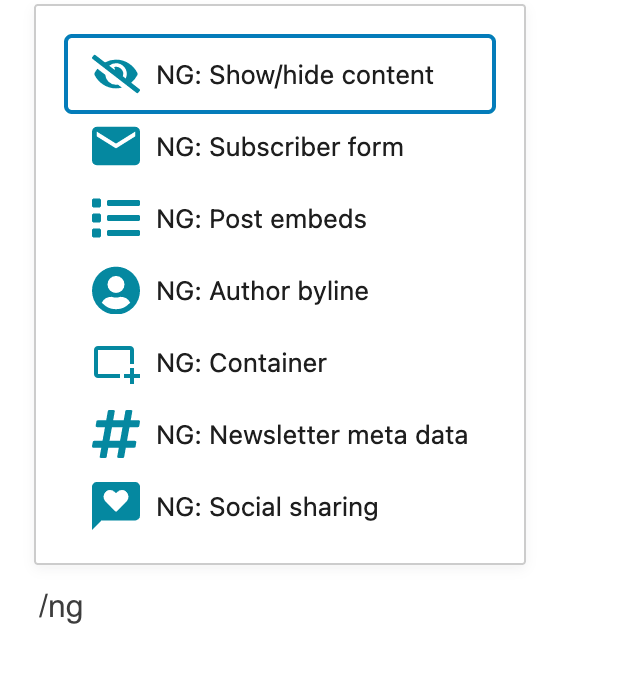 NG: Show/hide content
NG: Subscriber form
NG: Post embeds
NG: Author byline
NG: Container
NG: Newsletter meta data
NG: Social sharing
/ng